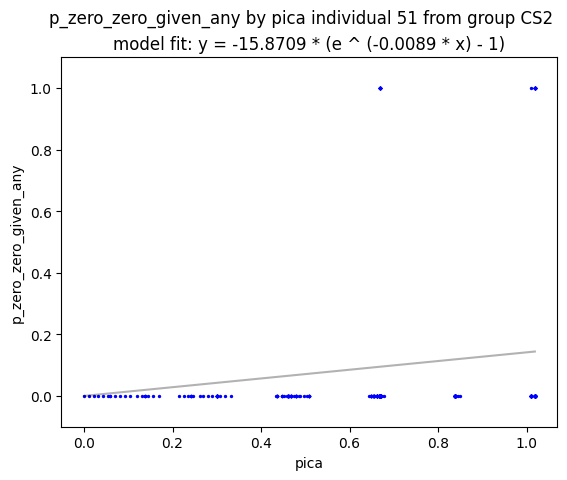 p_zero_zero_given_any by pica individual 51 from group CS2
model fit: y = -15.8709 * (e ^ (-0.0089 * x) - 1)
1.0
0.8
0.6
0.4
0.2
0.0
p_zero_zero_given_any
0.0 0.2 0.4 0.6 0.8 1.0
pica